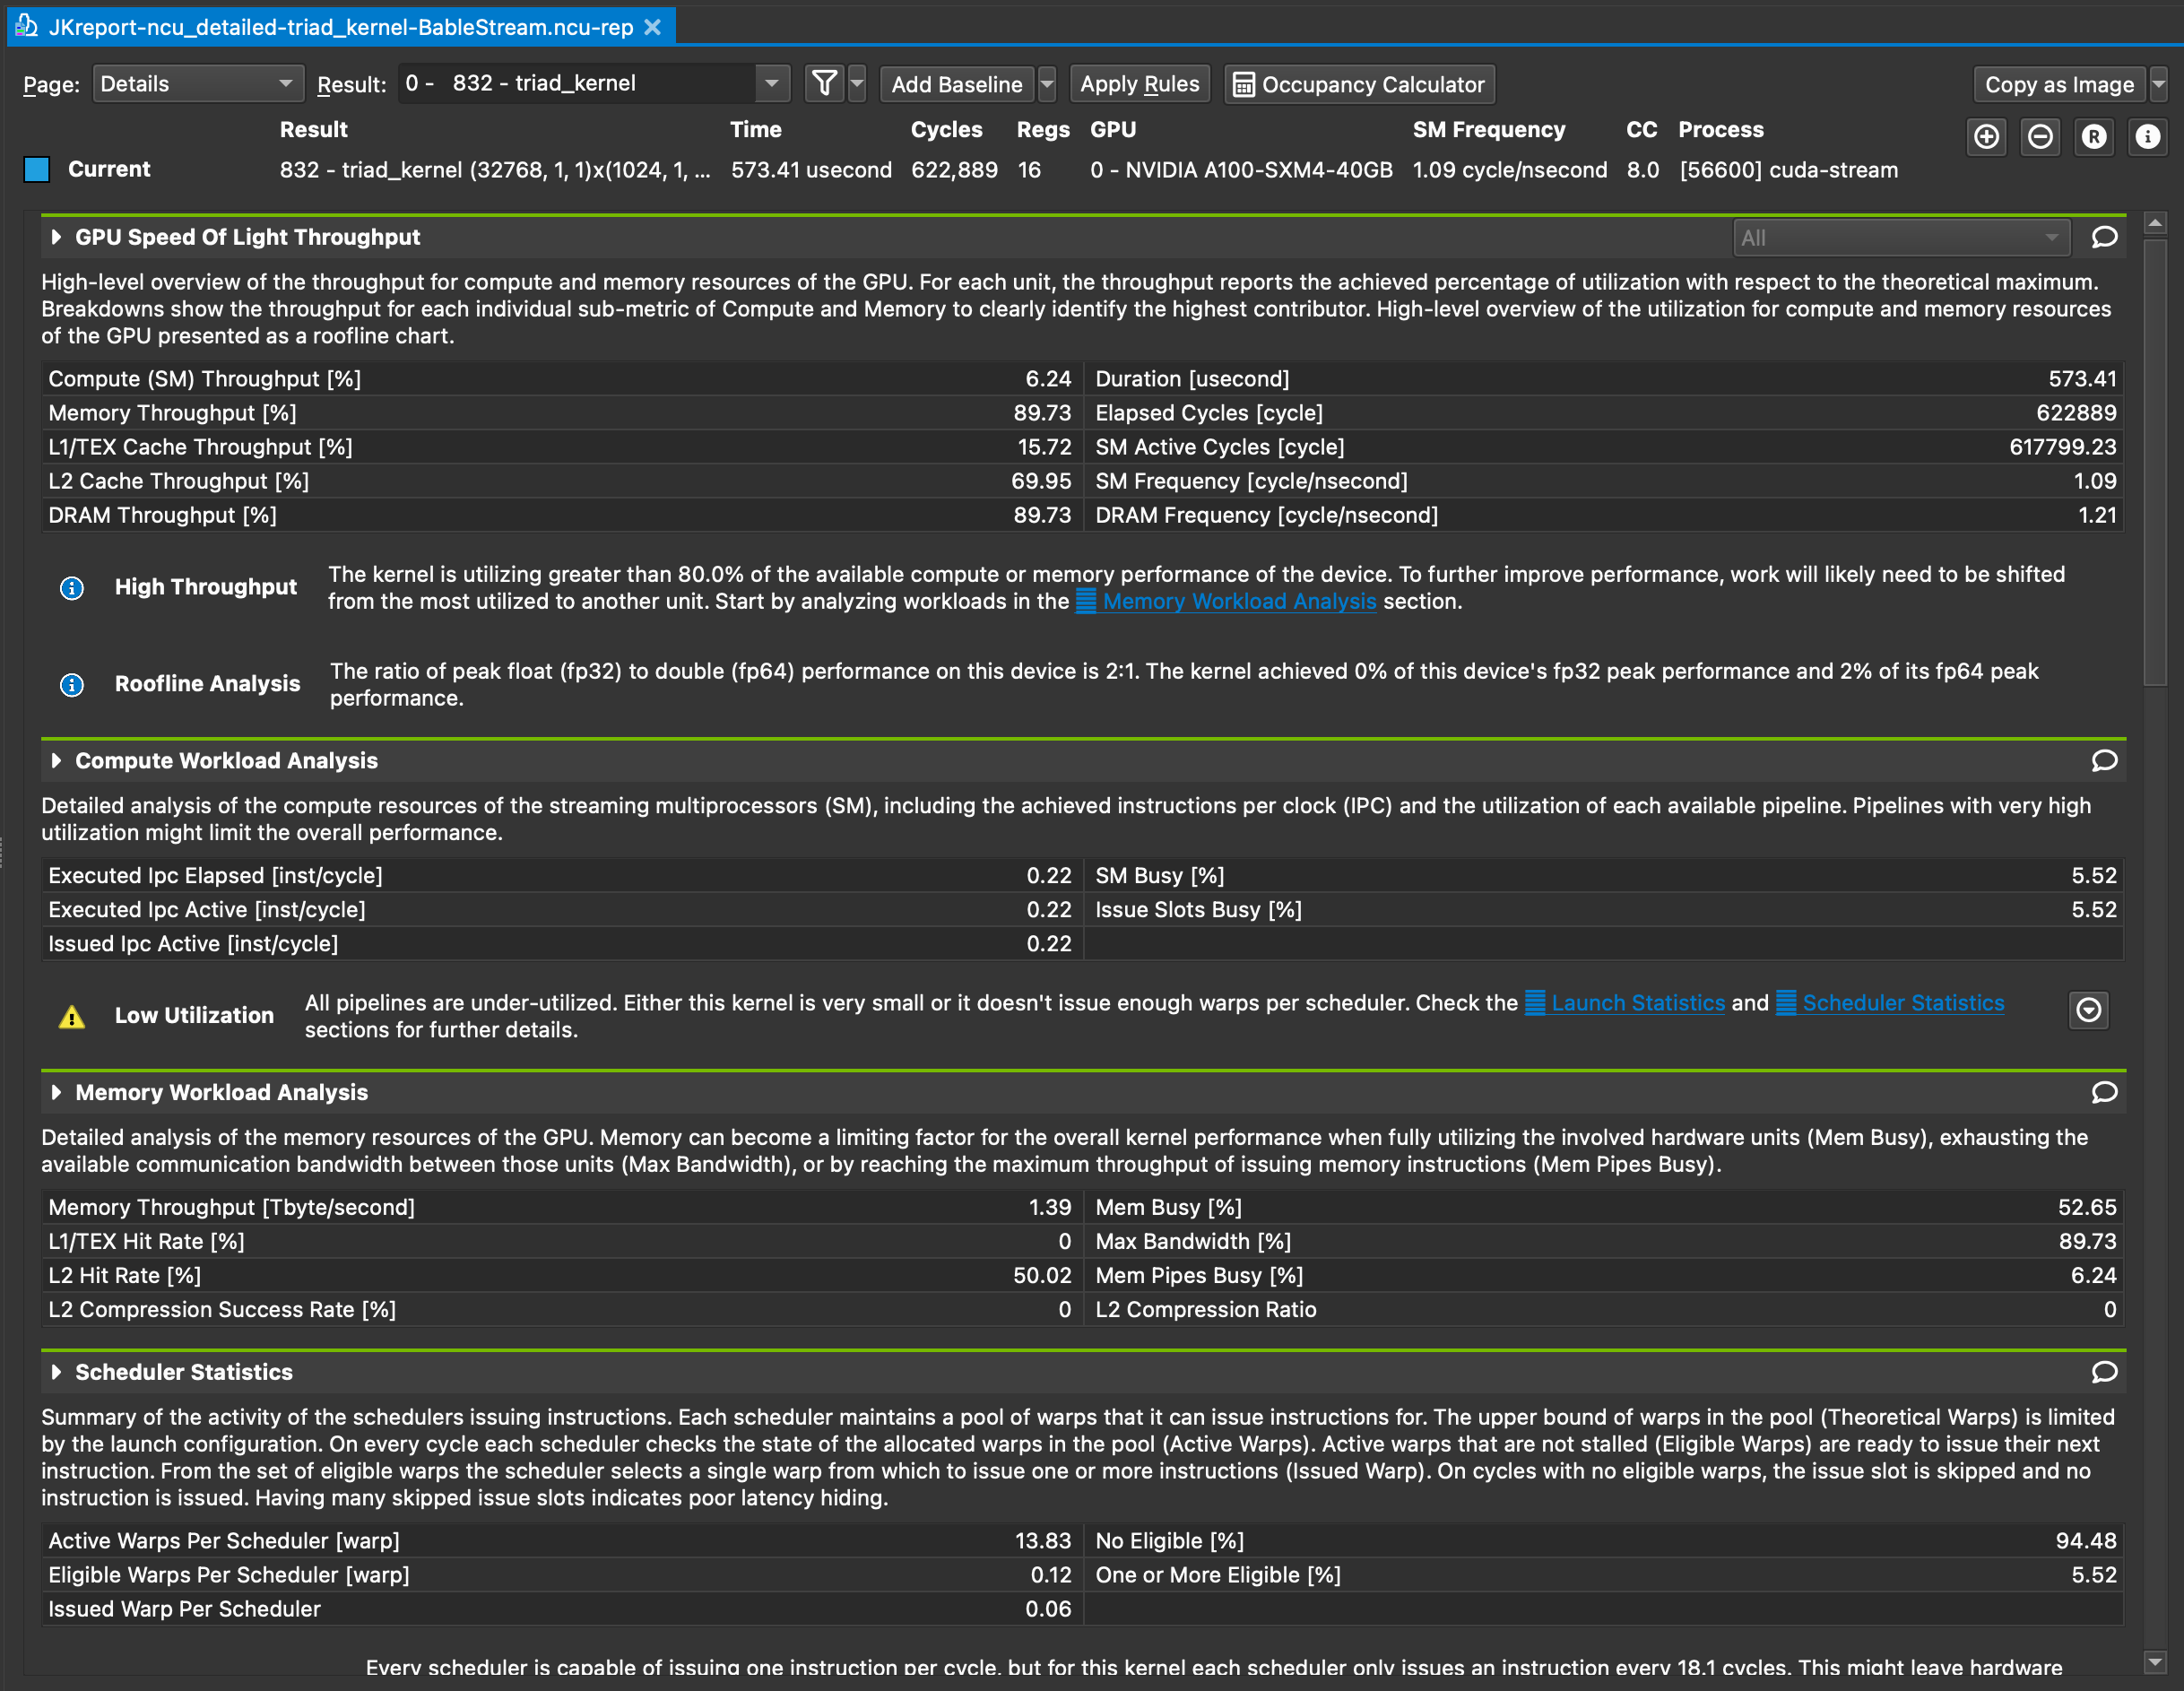 JKreport-ncu_detailed-triad_kernel-BableStream.ncu-rep
Page: Details Result: 0 - 832 - triad_kernel Add Baseline Apply Rules Occupancy Calculator Copy as Image
Result Time Cycles Regs GPU SM Frequency CC Process
Current 832 - triad_kernel (32768, 1, 1)x(1024, 1, ... 573.41 usecond 622,889 16 0 - NVIDIA A100-SXM4-40GB 1.09 cycle/nsecond 8.0 [56600] cuda-stream
GPU Speed Of Light Throughput All
High-level overview of the throughput for compute and memory resources of the GPU. For each unit, the throughput reports the achieved percentage of utilization with respect to the theoretical maximum.
Breakdowns show the throughput for each individual sub-metric of Compute and Memory to clearly identify the highest contributor. High-level overview of the utilization for compute and memory resources
of the GPU presented as a roofline chart.
Compute (SM) Throughput [%] 6.24 Duration [usecond] 573.41
Memory Throughput [%] 89.73 Elapsed Cycles [cycle] 622889
L1/TEX Cache Throughput [%] 15.72 SM Active Cycles [cycle] 617799.23
L2 Cache Throughput [%] 69.95 SM Frequency [cycle/nsecond] 1.09
DRAM Throughput [%] 89.73 DRAM Frequency [cycle/nsecond] 1.21
High Throughput The kernel is utilizing greater than 80.0% of the available compute or memory performance of the device. To further improve performance, work will likely need to be shifted
from the most utilized to another unit. Start by analyzing workloads in the Memory Workload Analysis section.
Roofline Analysis The ratio of peak float (fp32) to double (fp64) performance on this device is 2:1. The kernel achieved 0% of this device's fp32 peak performance and 2% of its fp64 peak
performance.
Compute Workload Analysis
Detailed analysis of the compute resources of the streaming multiprocessors (SM), including the achieved instructions per clock (IPC) and the utilization of each available pipeline. Pipelines with very high
utilization might limit the overall performance.
Executed Ipc Elapsed [inst/cycle] 0.22 SM Busy [%] 5.52
Executed Ipc Active [inst/cycle] 0.22 Issue Slots Busy [%] 5.52
Issued Ipc Active [inst/cycle] 0.22
Low Utilization All pipelines are under-utilized. Either this kernel is very small or it doesn't issue enough warps per scheduler. Check the Launch Statistics and Scheduler Statistics
sections for further details.
Memory Workload Analysis
Detailed analysis of the memory resources of the GPU. Memory can become a limiting factor for the overall kernel performance when fully utilizing the involved hardware units (Mem Busy), exhausting the
available communication bandwidth between those units (Max Bandwidth), or by reaching the maximum throughput of issuing memory instructions (Mem Pipes Busy).
Memory Throughput [Tbyte/second] 1.39 Mem Busy [%] 52.65
L1/TEX Hit Rate [%] 0 Max Bandwidth [%] 89.73
L2 Hit Rate [%] 50.02 Mem Pipes Busy [%] 6.24
L2 Compression Success Rate [%] 0 L2 Compression Ratio 0
Scheduler Statistics
Summary of the activity of the schedulers issuing instructions. Each scheduler maintains a pool of warps that it can issue instructions for. The upper bound of warps in the pool (Theoretical Warps) is limited
by the launch configuration. On every cycle each scheduler checks the state of the allocated warps in the pool (Active Warps). Active warps that are not stalled (Eligible Warps) are ready to issue their next
instruction. From the set of eligible warps the scheduler selects a single warp from which to issue one or more instructions (Issued Warp). On cycles with no eligible warps, the issue slot is skipped and no
instruction is issued. Having many skipped issue slots indicates poor latency hiding.
Active Warps Per Scheduler [warp] 13.83 No Eligible [%] 94.48
Eligible Warps Per Scheduler [warp] 0.12 One or More Eligible [%] 5.52
Issued Warp Per Scheduler 0.06
Every scheduler is capable of issuing one instruction per cycle, but for this kernel each scheduler only issues an instruction every 18.1 cycles. This might leave hardware